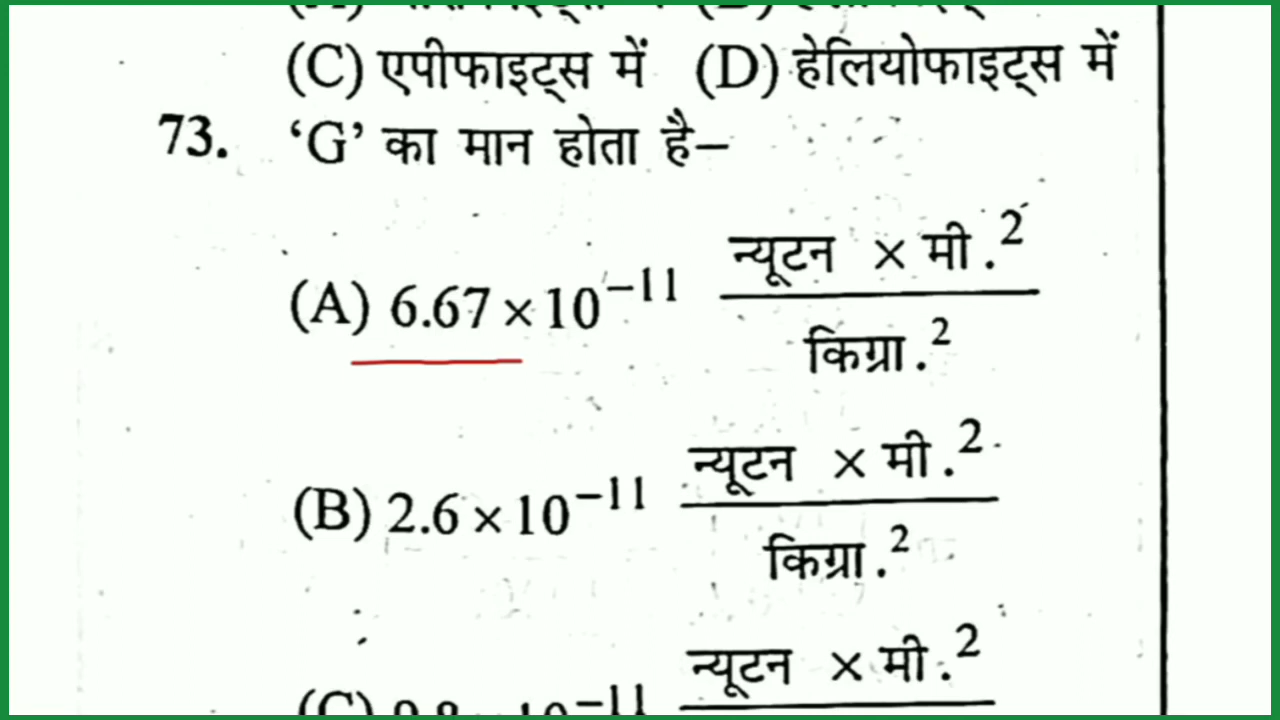 (C) एपीफाइट्स में (D) हेलियोफाइट्स में
73. ‘G’ का मान होता है–
(A) 6.67 × 10⁻¹¹ न्यूटन × मी.² / किग्रा.²
(B) 2.6 × 10⁻¹¹ न्यूटन × मी.² / किग्रा.²
न्यूटन × मी.²